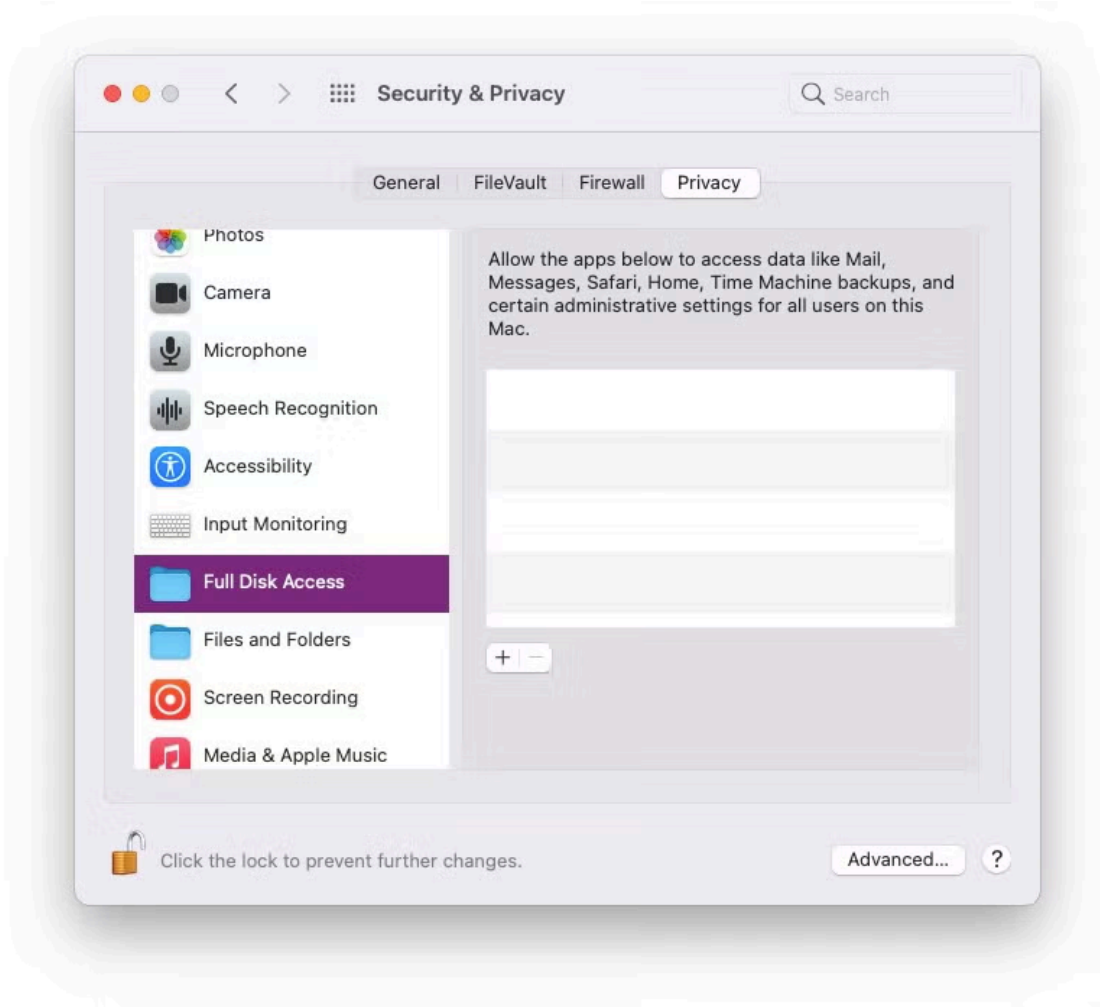 Security & Privacy
Search
General
FileVault
Firewall
Privacy
Photos
Camera
Microphone
Speech Recognition
Accessibility
Input Monitoring
Full Disk Access
Files and Folders
Screen Recording
Media & Apple Music
Allow the apps below to access data like Mail,
Messages, Safari, Home, Time Machine backups, and
certain administrative settings for all users on this
Mac.
+ −
Click the lock to prevent further changes.
Advanced...
?